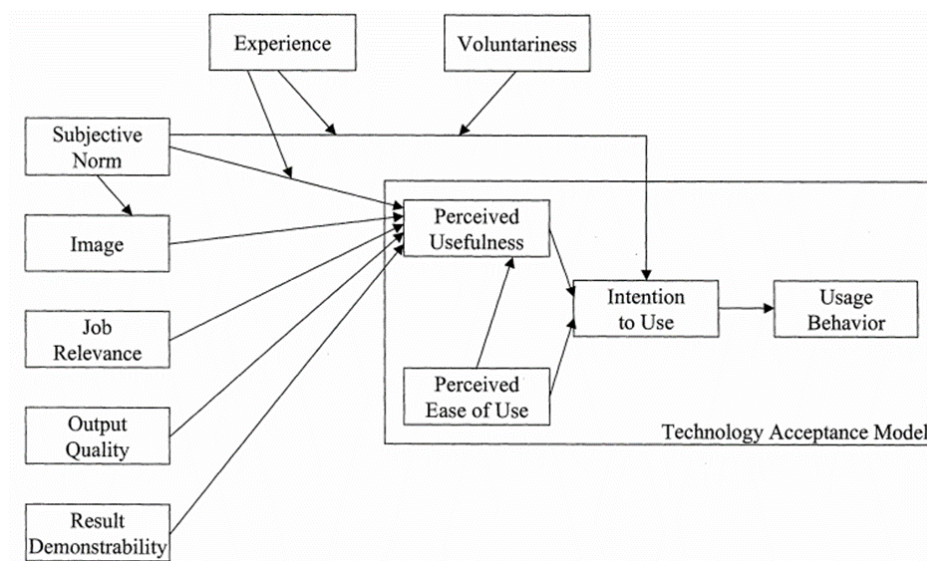 Experience
Voluntariness
Subjective
Norm
Image
Job
Relevance
Output
Quality
Result
Demonstrability
Perceived
Usefulness
Perceived
Ease of Use
Intention
to Use
Usage
Behavior
Technology Acceptance Model